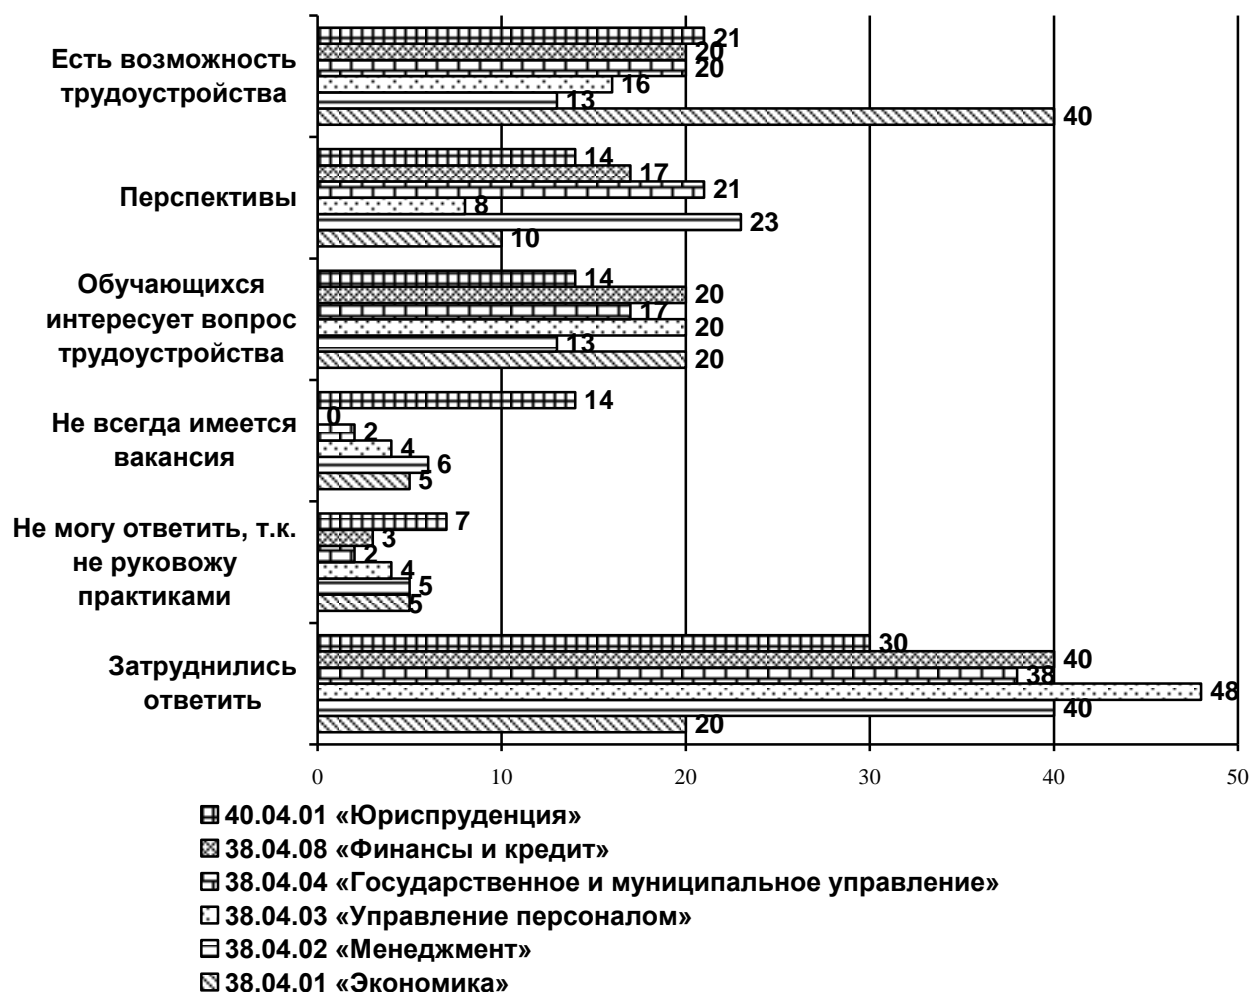 Есть возможность
трудоустройства
21
20
20
16
13
40
Перспективы
14
17
21
8
23
10
Обучающихся
интересует вопрос
трудоустройства
14
20
17
20
13
20
Не всегда имеется
вакансия
14
0
2
4
6
5
Не могу ответить, т.к.
не руковожу
практиками
7
3
2
4
5
5
Затруднились
ответить
30
40
38
48
40
20
0 10 20 30 40 50
40.04.01 «Юриспруденция»
38.04.08 «Финансы и кредит»
38.04.04 «Государственное и муниципальное управление»
38.04.03 «Управление персоналом»
38.04.02 «Менеджмент»
38.04.01 «Экономика»